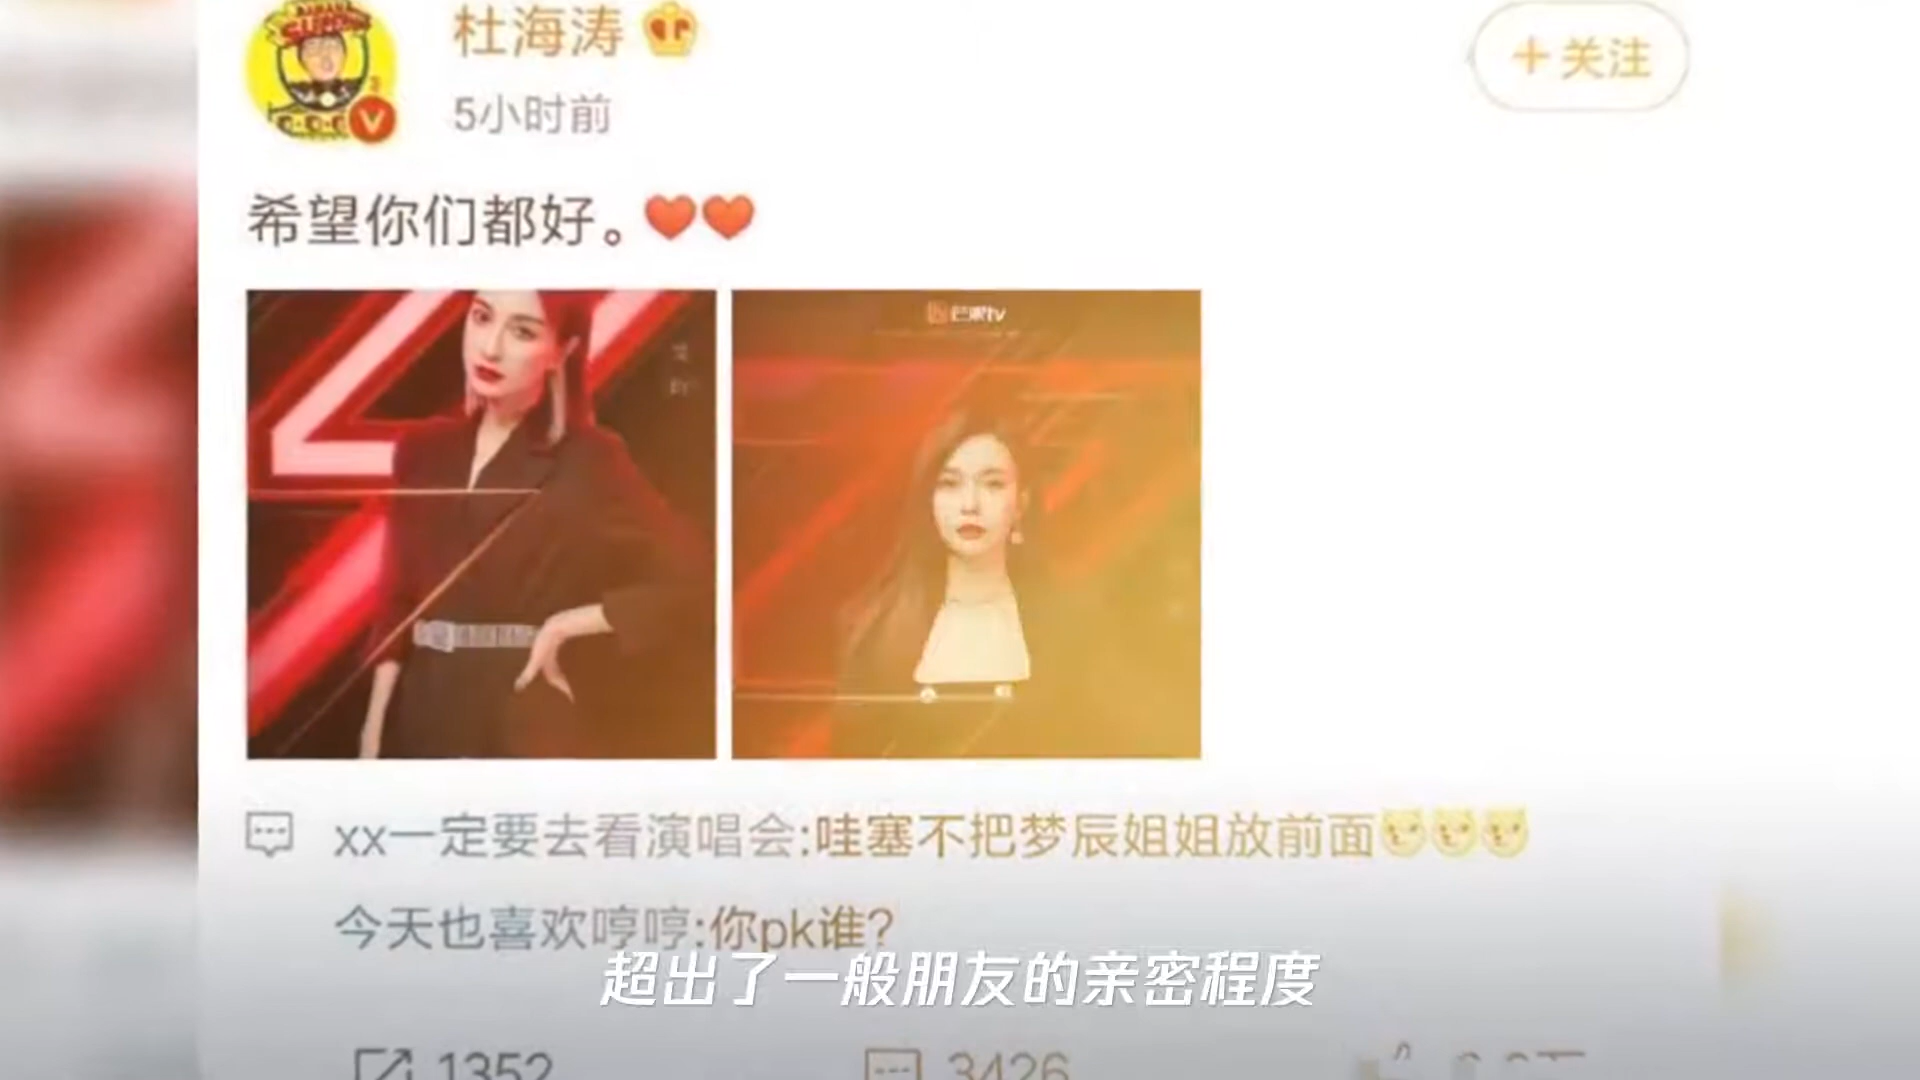 杜海涛
+关注
5小时前
希望你们都好。
芒果tv
xx一定要去看演唱会:哇塞不把梦辰姐姐放前面
今天也喜欢哼哼:你pk谁?
超出了一般朋友的亲密程度
1352
3426